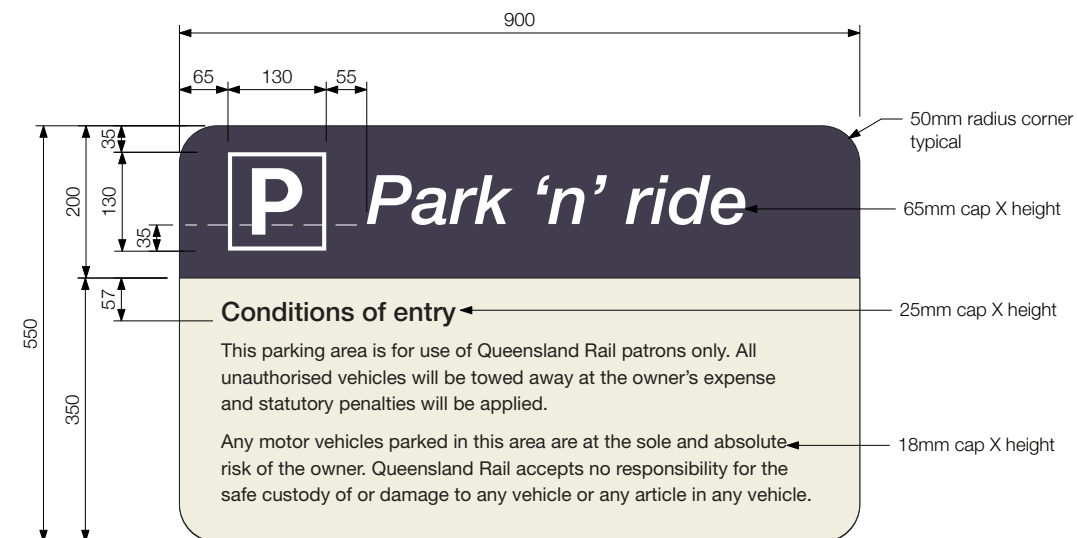 900
65 130 55
50mm radius corner
typical
35
200
130
35
P
Park ‘n’ ride
65mm cap X height
57
Conditions of entry
25mm cap X height
550
350
This parking area is for use of Queensland Rail patrons only. All
unauthorised vehicles will be towed away at the owner’s expense
and statutory penalties will be applied.
Any motor vehicles parked in this area are at the sole and absolute
18mm cap X height
risk of the owner. Queensland Rail accepts no responsibility for the
safe custody of or damage to any vehicle or any article in any vehicle.